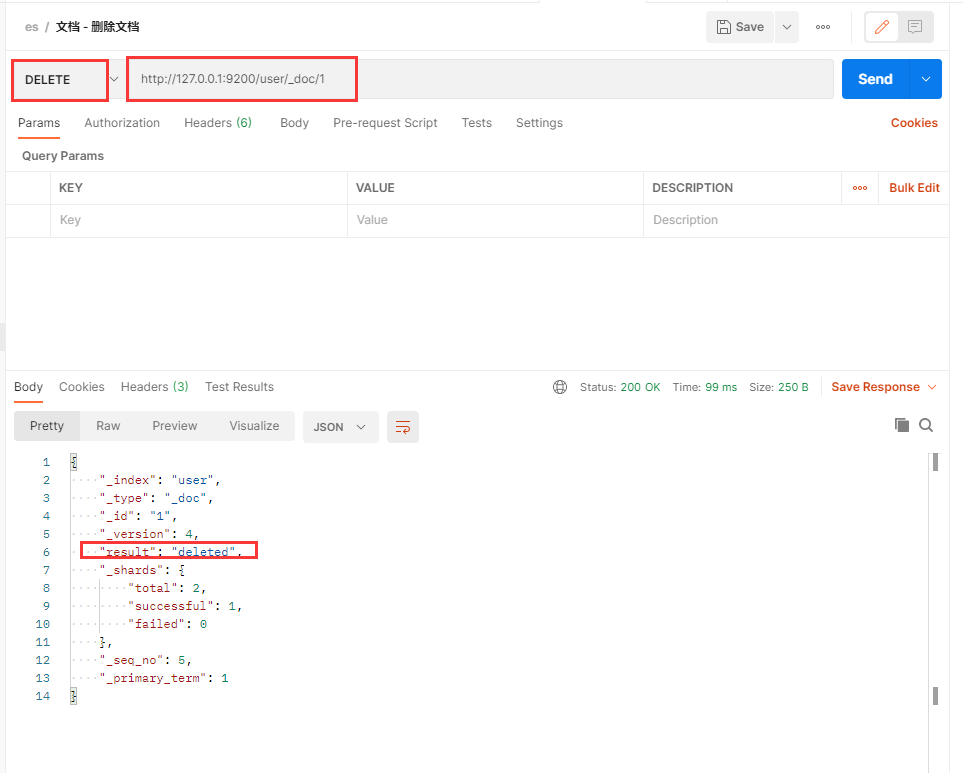 es / 文档 - 删除文档 Save
DELETE http://127.0.0.1:9200/user/_doc/1 Send
Params Authorization Headers (6) Body Pre-request Script Tests Settings Cookies
Query Params
KEY VALUE DESCRIPTION Bulk Edit
Key Value Description
Body Cookies Headers (3) Test Results Status: 200 OK Time: 99 ms Size: 250 B Save Response
Pretty Raw Preview Visualize JSON
1 {
2 "_index": "user",
3 "_type": "_doc",
4 "_id": "1",
5 "_version": 4,
6 "result": "deleted",
7 "_shards": {
8 "total": 2,
9 "successful": 1,
10 "failed": 0
11 },
12 "_seq_no": 5,
13 "_primary_term": 1
14 }